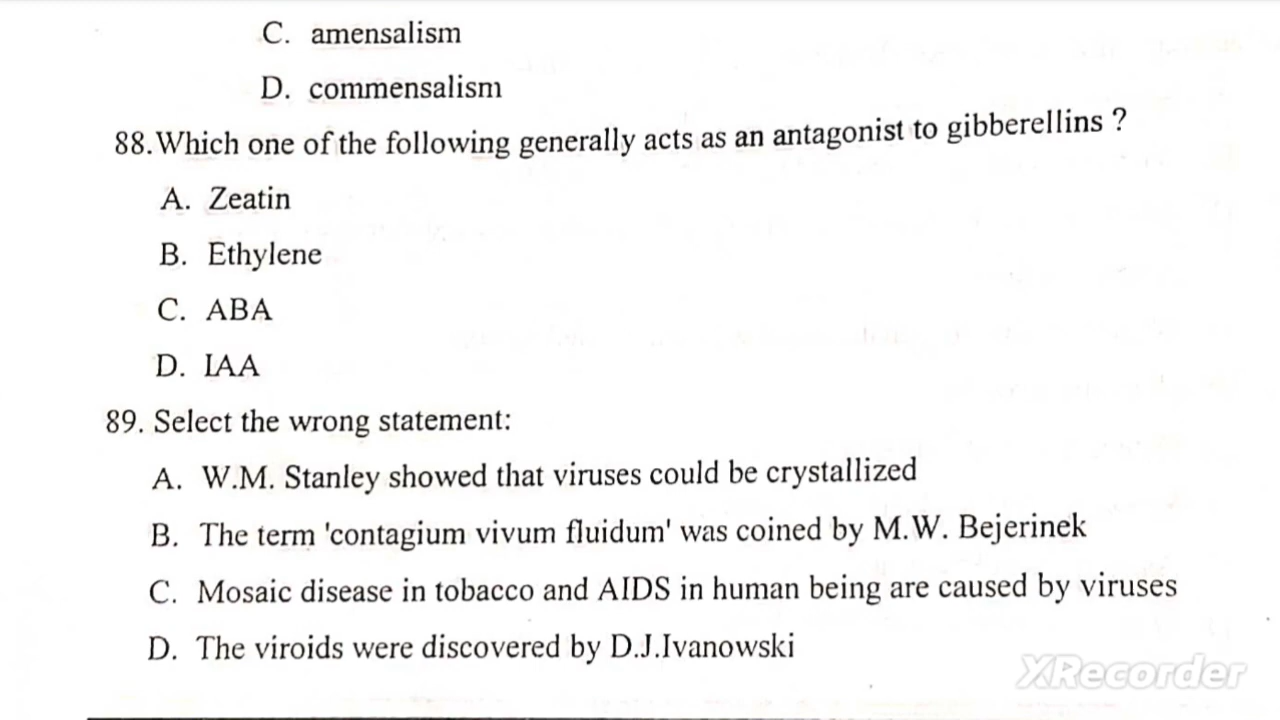 C. amensalism
D. commensalism
88.Which one of the following generally acts as an antagonist to gibberellins ?
A. Zeatin
B. Ethylene
C. ABA
D. IAA
89. Select the wrong statement:
A. W.M. Stanley showed that viruses could be crystallized
B. The term 'contagium vivum fluidum' was coined by M.W. Bejerinek
C. Mosaic disease in tobacco and AIDS in human being are caused by viruses
D. The viroids were discovered by D.J.Ivanowski
XRecorder